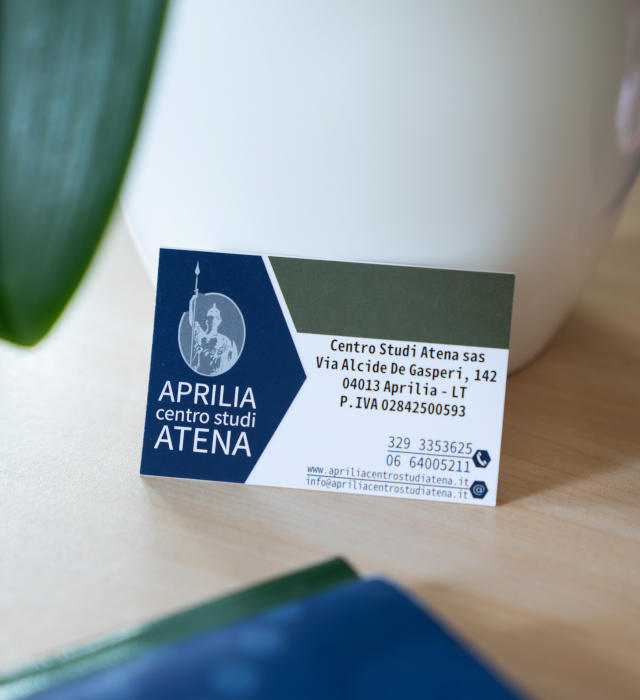 APRILIA
centro studi
ATENA
Centro Studi Atena sas
Via Alcide De Gasperi, 142
04013 Aprilia - LT
P.IVA 02842500593
329 3353625
06 64005211
www.apriliacentrostudiatena.it
info@apriliacentrostudiatena.it